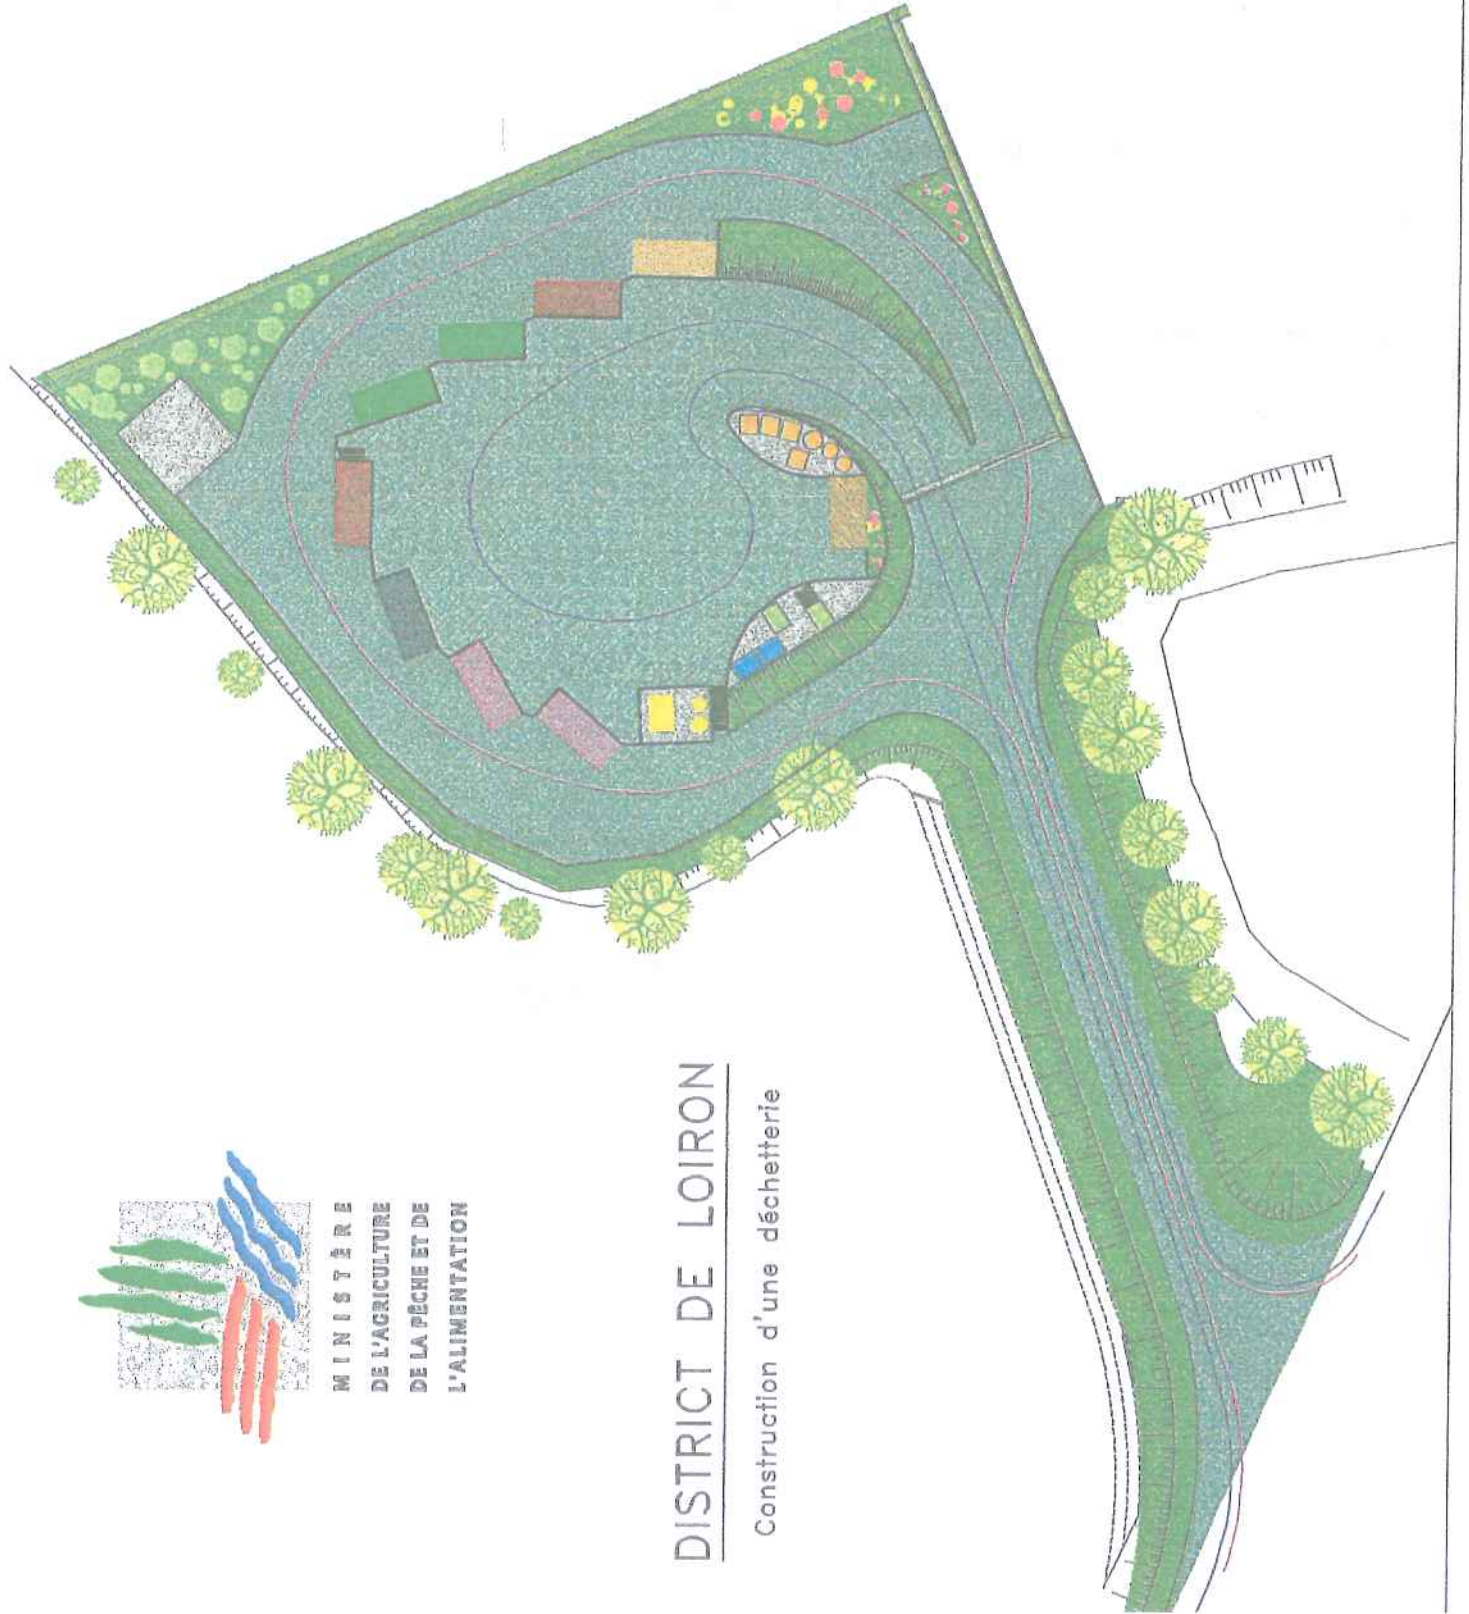 MINISTÈRE
DE L'AGRICULTURE
DE LA PÊCHE ET DE
L'ALIMENTATION
DISTRICT DE LOIRON
Construction d'une déchetterie